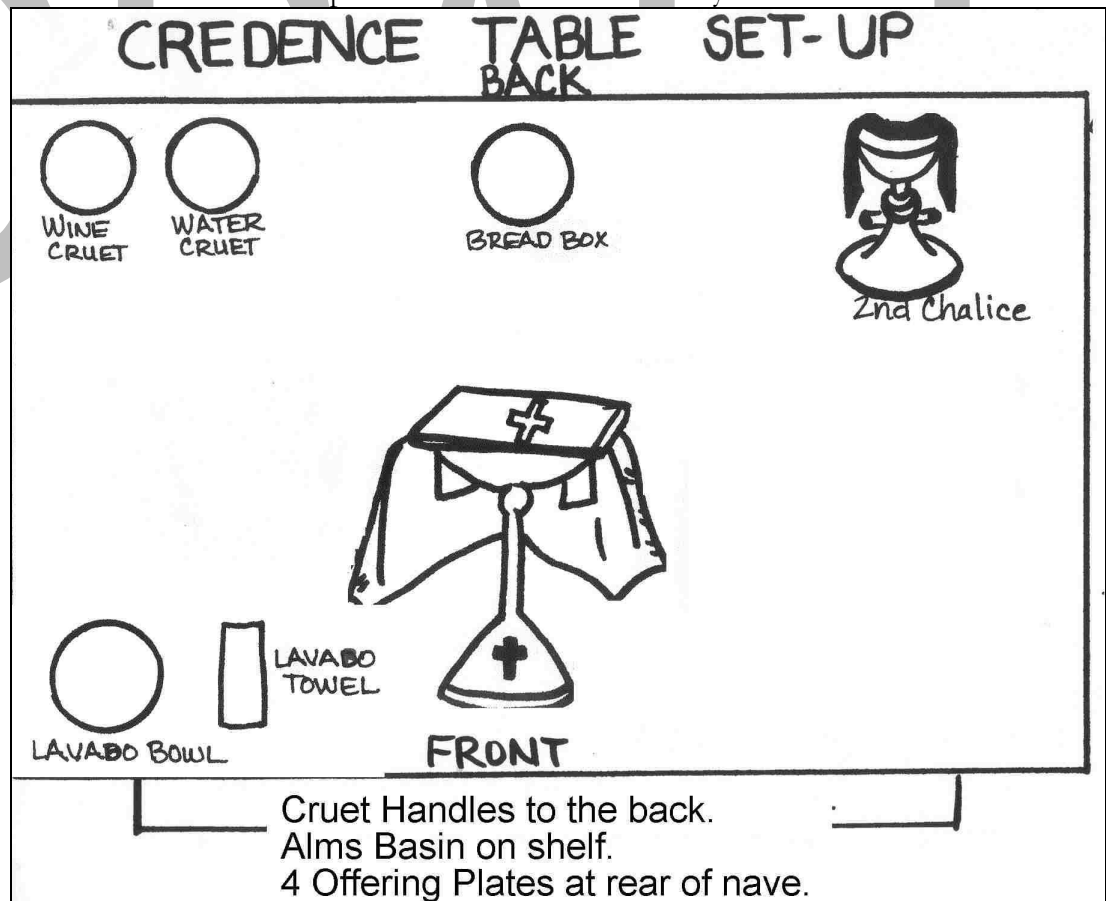 CREDENCE TABLE SET-UP
BACK
WINE
CRUET
WATER
CRUET
BREAD BOX
2nd Chalice
LAVABO
TOWEL
LAVABO BOWL
FRONT
Cruet Handles to the back.
Alms Basin on shelf.
4 Offering Plates at rear of nave.